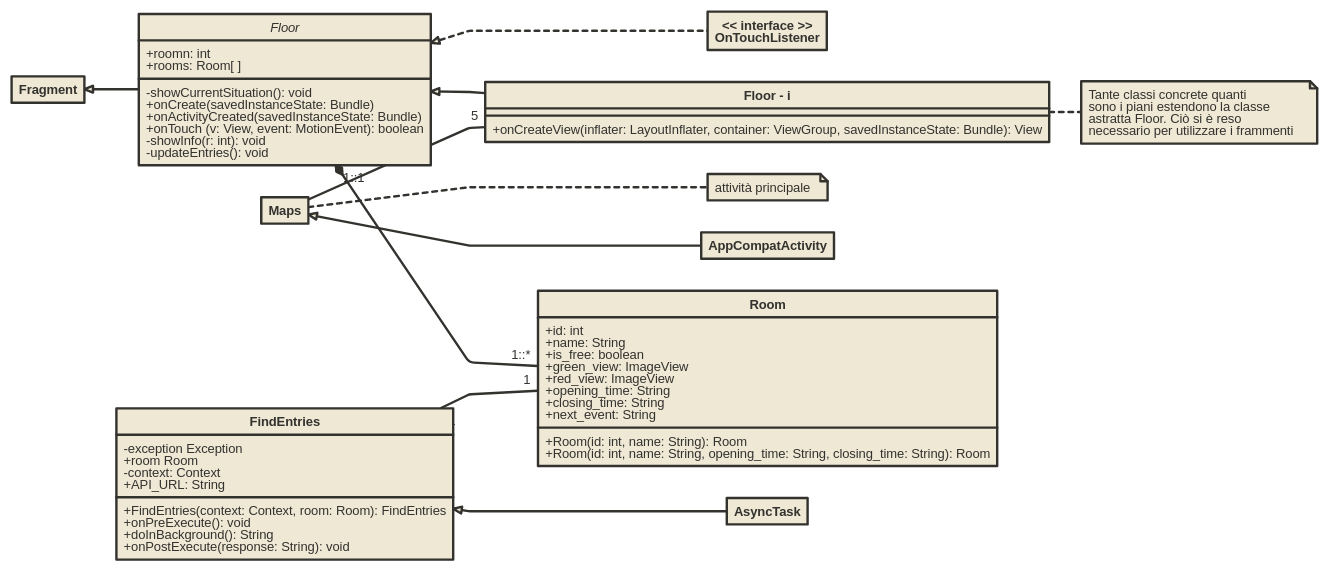 Floor
+roomn: int
+rooms: Room[ ]
-showCurrentSituation(): void
+onCreate(savedInstanceState: Bundle)
+onActivityCreated(savedInstanceState: Bundle)
+onTouch (v: View, event: MotionEvent): boolean
-showInfo(r: int): void
-updateEntries(): void
<< interface >>
OnTouchListener
Fragment
Floor - i
+onCreateView(inflater: LayoutInflater, container: ViewGroup, savedInstanceState: Bundle): View
Tante classi concrete quanti
sono i piani estendono la classe
astratta Floor. Ciò si è reso
necessario per utilizzare i frammenti
5
1::1
Maps
attività principale
AppCompatActivity
Room
+id: int
+name: String
+is_free: boolean
+green_view: ImageView
+red_view: ImageView
+opening_time: String
+closing_time: String
+next_event: String
+Room(id: int, name: String): Room
+Room(id: int, name: String, opening_time: String, closing_time: String): Room
1::*
1
FindEntries
-exception Exception
+room Room
-context: Context
+API_URL: String
+FindEntries(context: Context, room: Room): FindEntries
+onPreExecute(): void
+doInBackground(): String
+onPostExecute(response: String): void
AsyncTask